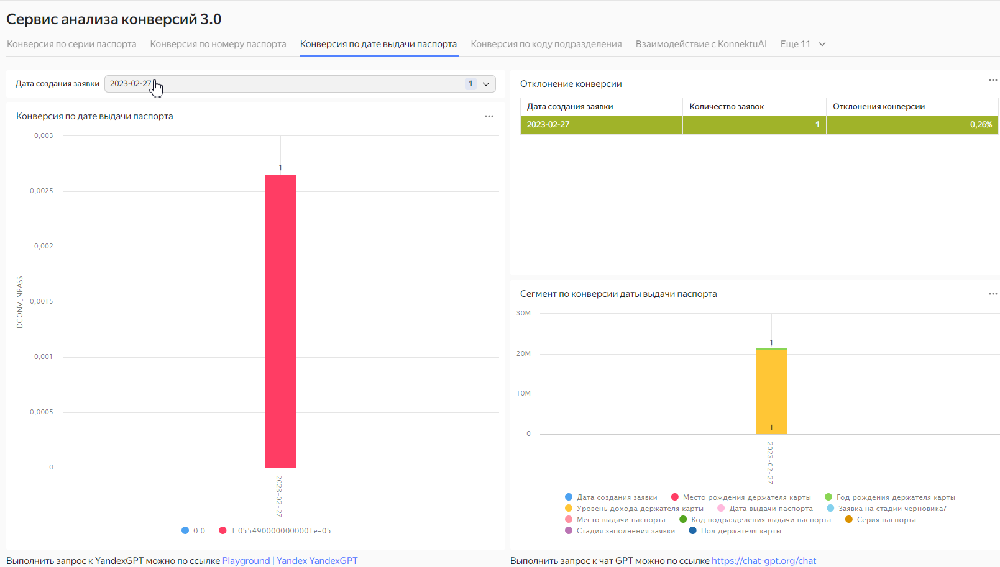 Сервис анализа конверсий 3.0
Конверсия по серии паспорта Конверсия по номеру паспорта Конверсия по дате выдачи паспорта Конверсия по коду подразделения Взаимодействие с KonnektuAI Еще 11
Дата создания заявки 2023-02-27 1
Конверсия по дате выдачи паспорта
0,003
1
0,0025
0,002
DCONV_NPASS
0,0015
0,001
0,0005
0
2023-02-27
0.0 1.0554900000000001e-05
Отклонение конверсии
Дата создания заявки Количество заявок Отклонения конверсии
2023-02-27 1 0,26%
Сегмент по конверсии даты выдачи паспорта
30M
1
20M
10M
1
0
2023-02-27
Дата создания заявки Место рождения держателя карты Год рождения держателя карты
Уровень дохода держателя карты Дата выдачи паспорта Заявка на стадии черновика?
Место выдачи паспорта Код подразделения выдачи паспорта Серия паспорта
Стадия заполнения заявки Пол держателя карты
Выполнить запрос к YandexGPT можно по ссылке Playground | Yandex YandexGPT
Выполнить запрос к чат GPT можно по ссылке https://chat-gpt.org/chat